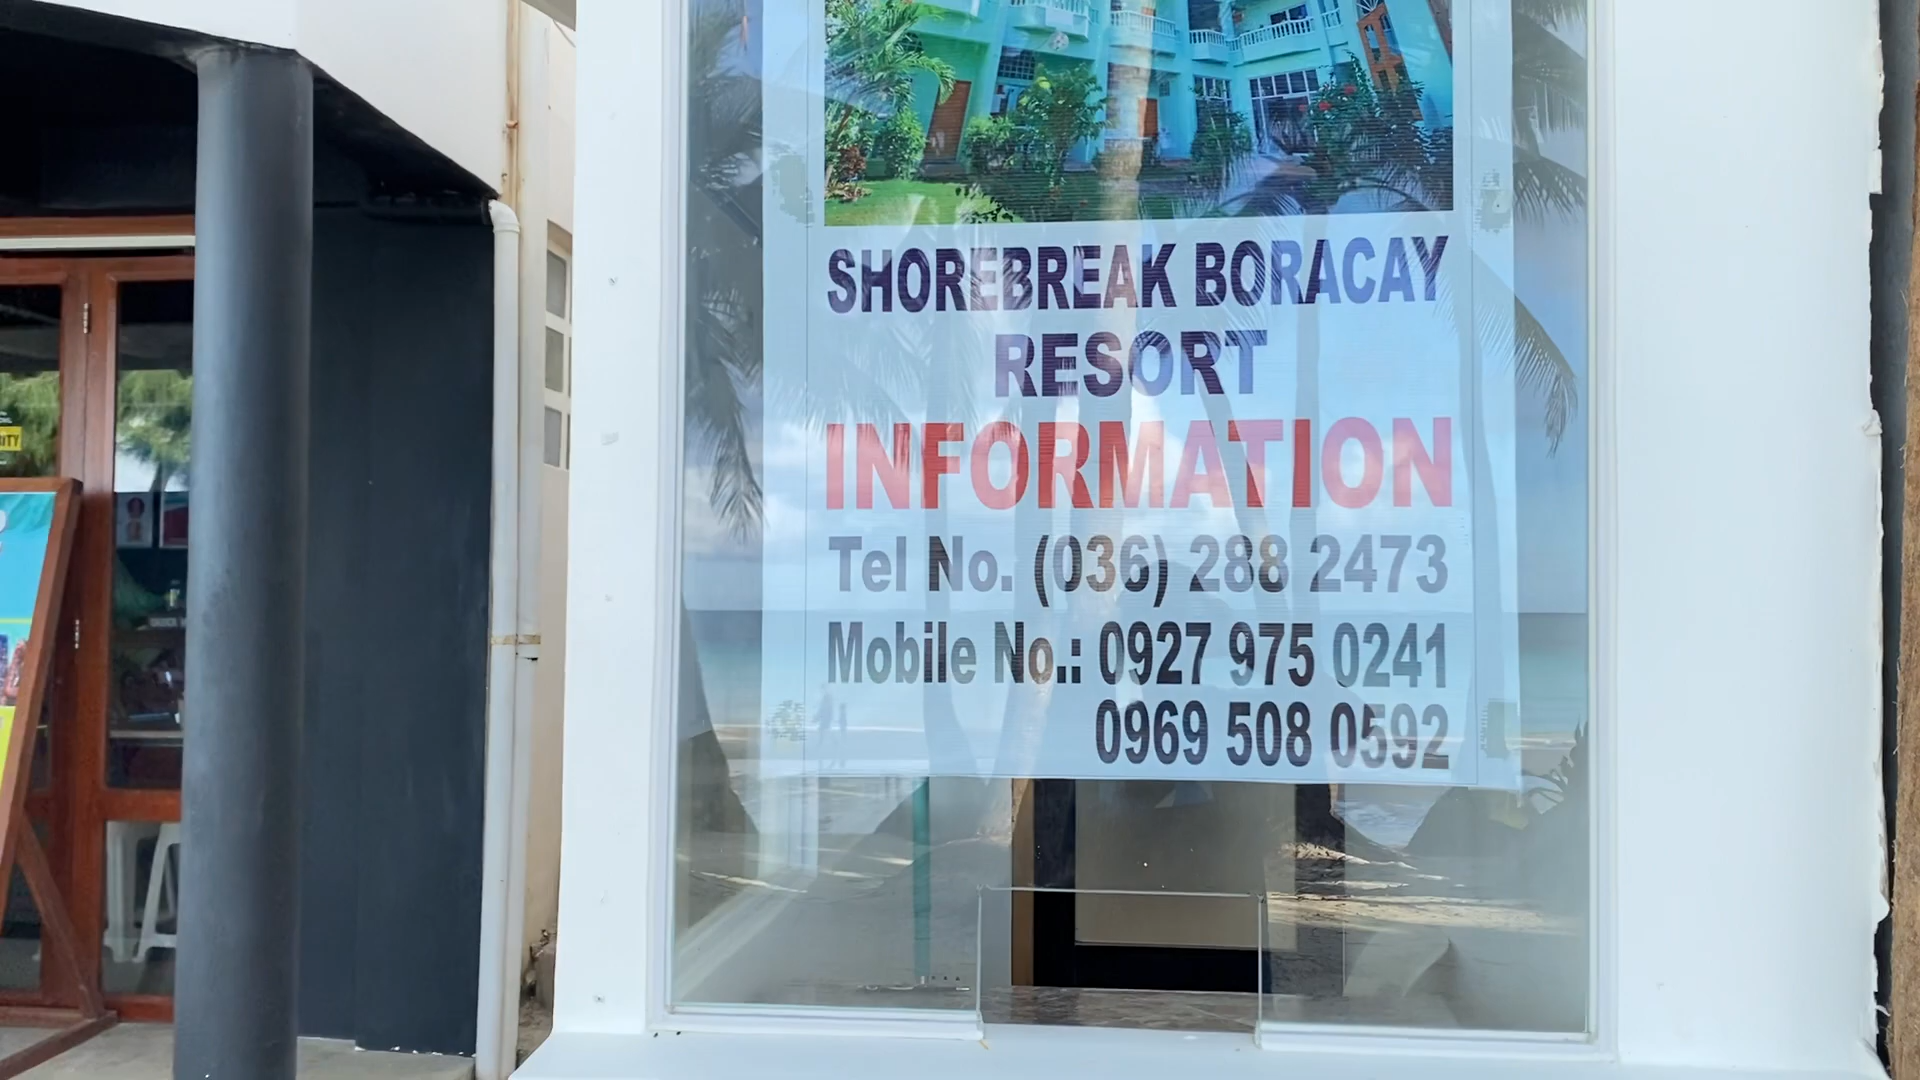 SHOREBREAK BORACAY
RESORT
INFORMATION
Tel No. (036) 288 2473
Mobile No.: 0927 975 0241
0969 508 0592